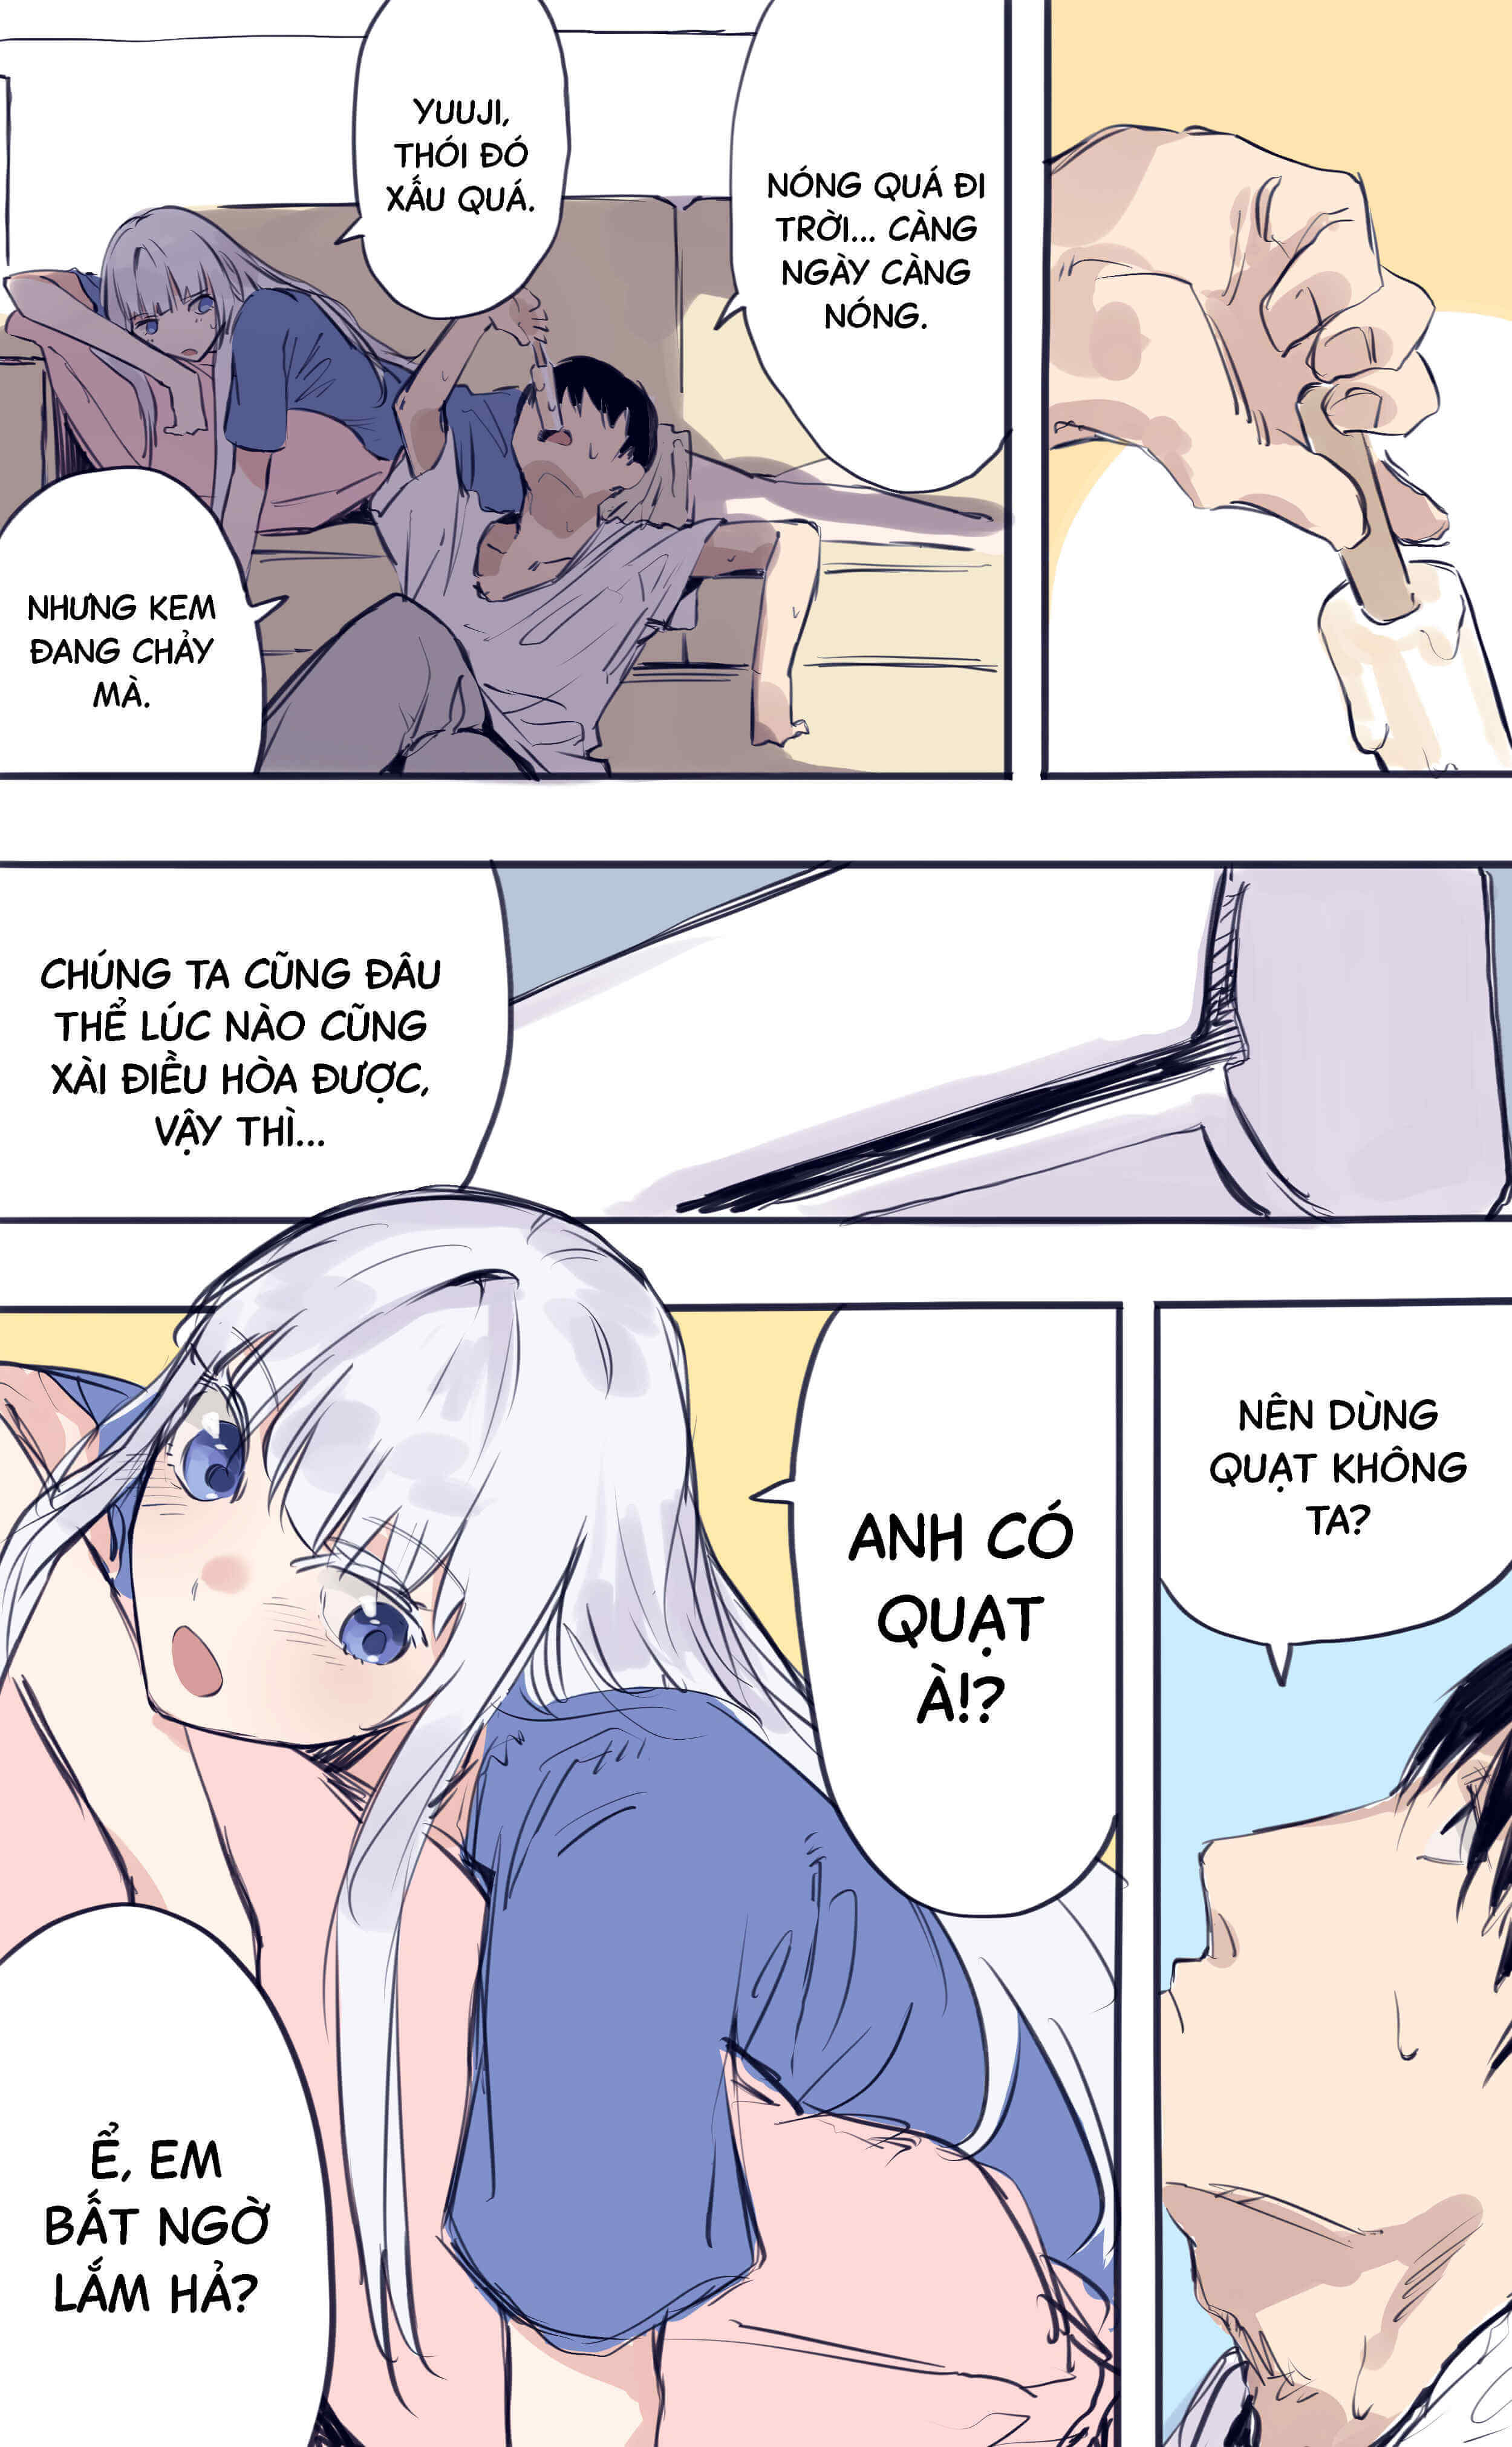 NÓNG QUÁ ĐI
TRỜI... CÀNG
NGÀY CÀNG
NÓNG.
YUUJI,
THÓI ĐÓ
XẤU QUÁ.
NHƯNG KEM
ĐANG CHẢY
MÀ.
CHÚNG TA CŨNG ĐÂU
THỂ LÚC NÀO CŨNG
XÀI ĐIỀU HÒA ĐƯỢC,
VẬY THÌ...
NÊN DÙNG
QUẠT KHÔNG
TA?
ANH CÓ
QUẠT
À!?
Ể, EM
BẤT NGỜ
LẮM HẢ?